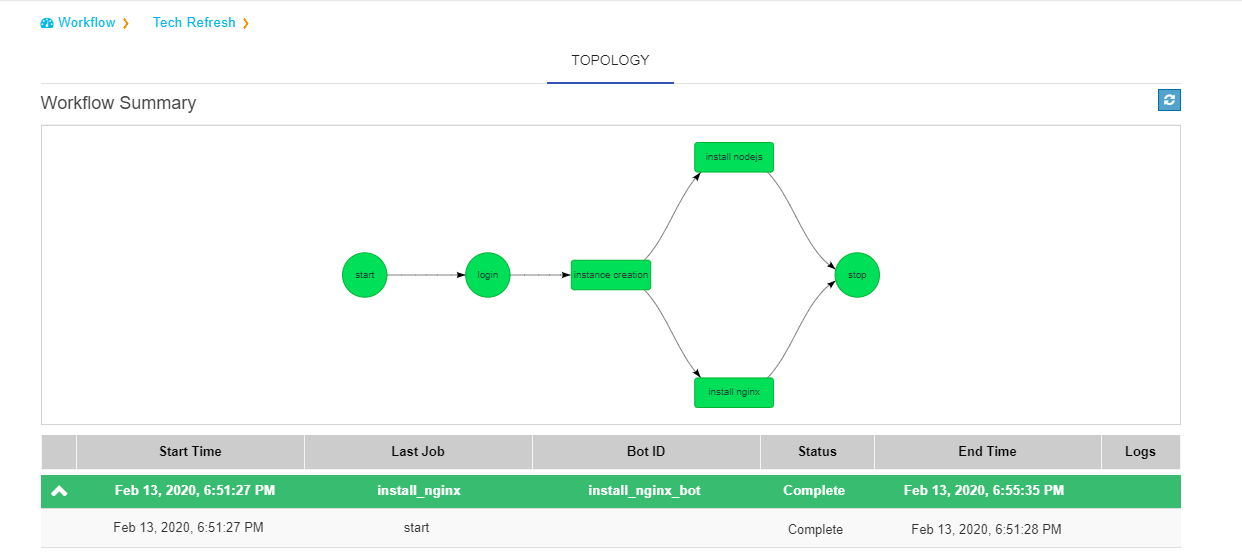 Workflow ❯ Tech Refresh ❯
TOPOLOGY
Workflow Summary
install nodejs
start login instance creation stop
install nginx
Start Time Last Job Bot ID Status End Time Logs
Feb 13, 2020, 6:51:27 PM install_nginx install_nginx_bot Complete Feb 13, 2020, 6:55:35 PM
Feb 13, 2020, 6:51:27 PM start Complete Feb 13, 2020, 6:51:28 PM